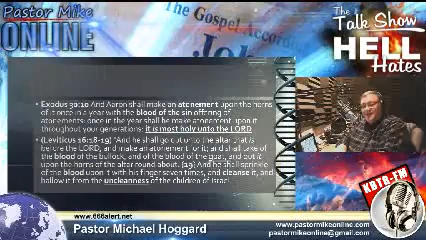 Pastor Mike
ONLINE
The Gospel Accord
Joh
The
Talk Show
HELL
Hates
• Exodus 30:10 And Aaron shall make an atonement upon the horns
of it once in a year with the blood of the sin offering of
atonements: once in the year shall he make atonement upon it
throughout your generations: it is most holy unto the LORD.
• (Leviticus 16:18-19) "And he shall go out unto the altar that is
before the LORD, and make an atonement for it; and shall take of
the blood of the bullock, and of the blood of the goat, and put it
upon the horns of the altar round about. {19} And he shall sprinkle
of the blood upon it with his finger seven times, and cleanse it, and
hallow it from the uncleanness of the children of Israel.
KBTR-FM
www.666alert.net
Pastor Michael Hoggard
www.pastormikeonline.com
pastormikeonline@gmail.com